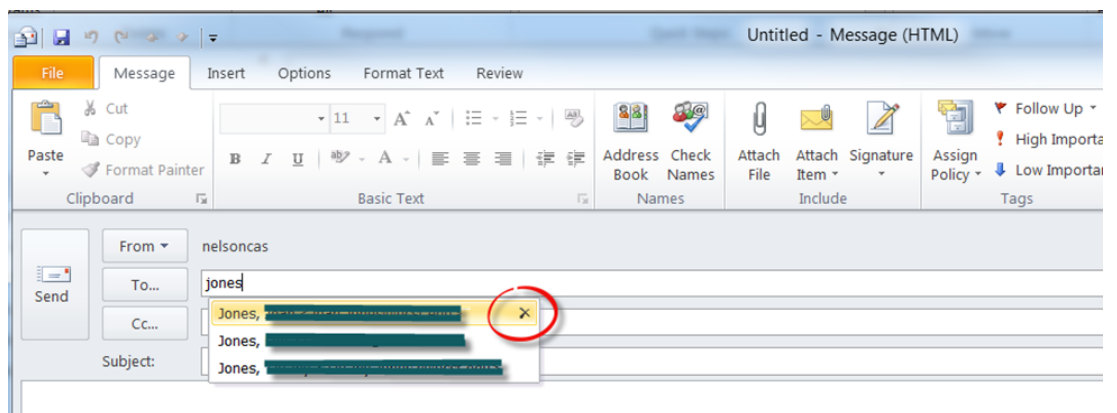 Untitled - Message (HTML)
File Message Insert Options Format Text Review
Paste
Cut
Copy
Format Painter
Clipboard
11
B I U
Basic Text
Address Book
Check Names
Names
Attach File
Attach Item
Signature
Include
Assign Policy
Follow Up
High Importa
Low Importa
Tags
Send
From nelsoncas
To... jones
Jones,
Jones,
Jones,
Cc...
Subject: